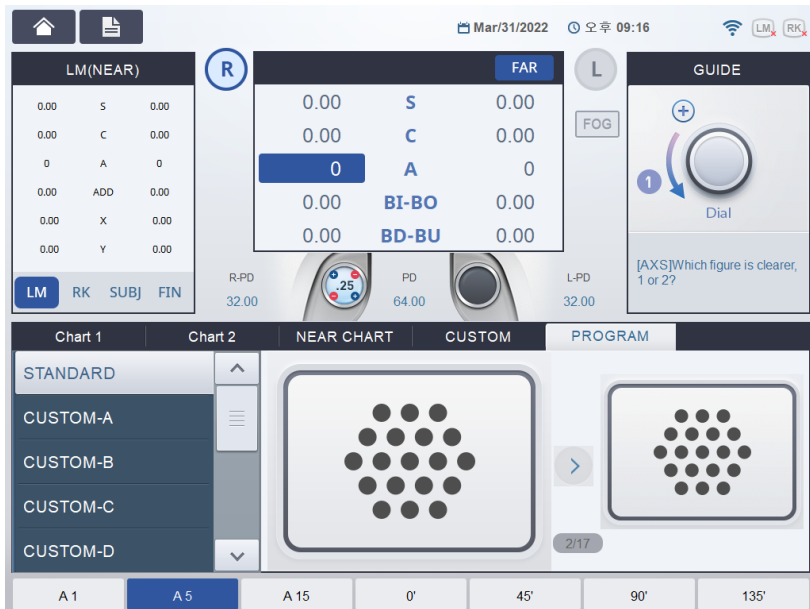 Mar/31/2022 오후 09:16 LM RK
LM(NEAR)
0.00 S 0.00
0.00 C 0.00
0 A 0
0.00 ADD 0.00
0.00 X 0.00
0.00 Y 0.00
LM RK SUBJ FIN
R
FAR
0.00 S 0.00
0.00 C 0.00
0 A 0
0.00 BI-BO 0.00
0.00 BD-BU 0.00
L
FOG
R-PD
32.00
.25
PD
64.00
L-PD
32.00
GUIDE
1
Dial
[AXS]Which figure is clearer,
1 or 2?
Chart 1 Chart 2 NEAR CHART CUSTOM PROGRAM
STANDARD
CUSTOM-A
CUSTOM-B
CUSTOM-C
CUSTOM-D
2/17
A 1 A 5 A 15 0' 45' 90' 135'